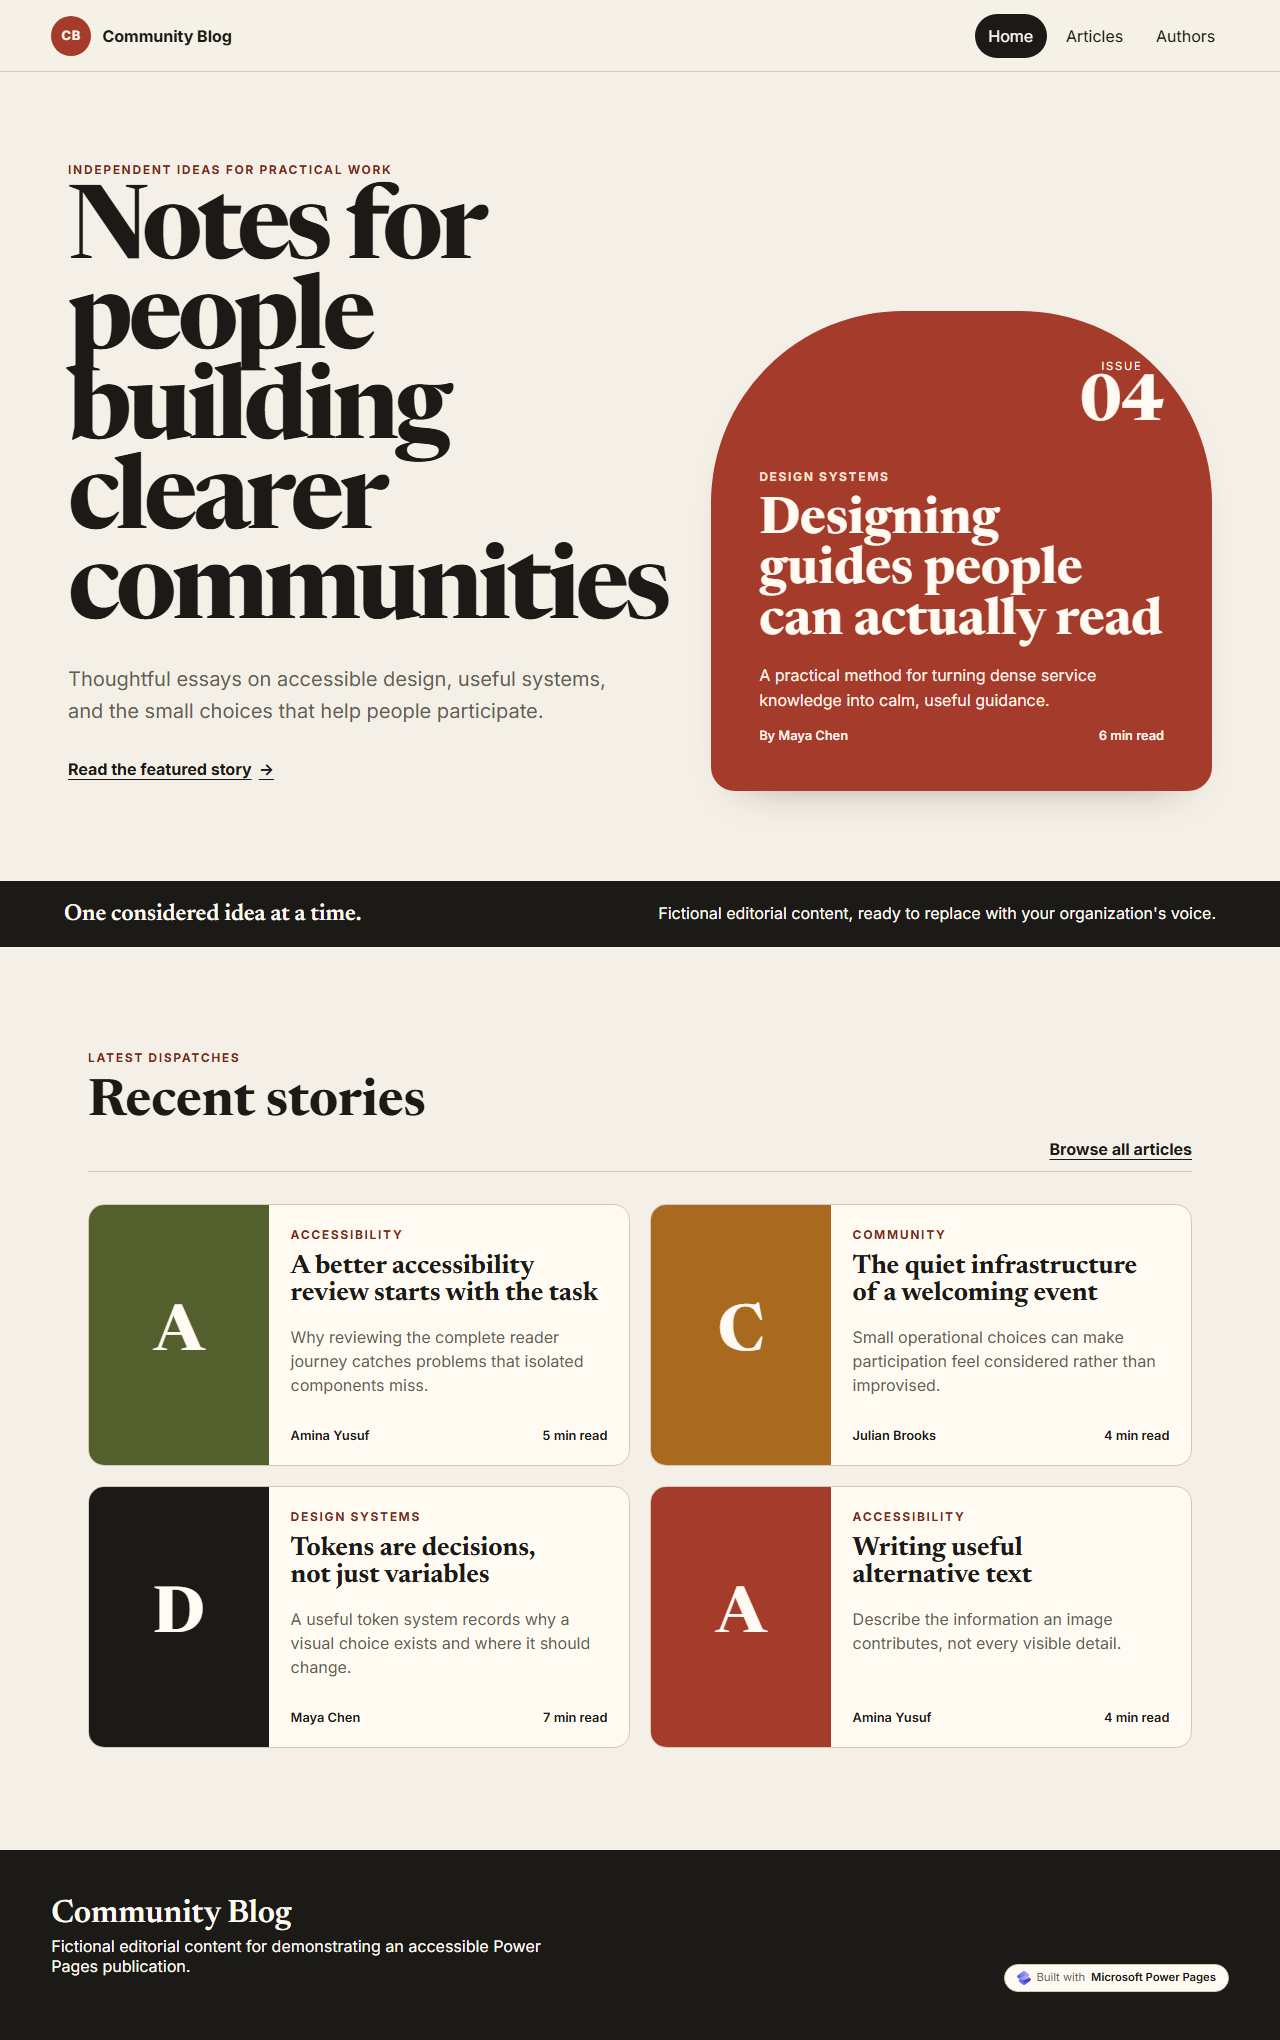 CB
Community Blog
Home
Articles
Authors
INDEPENDENT IDEAS FOR PRACTICAL WORK
Notes for
people
building
clearer
communities
Thoughtful essays on accessible design, useful systems,
and the small choices that help people participate.
Read the featured story →
ISSUE
04
DESIGN SYSTEMS
Designing
guides people
can actually read
A practical method for turning dense service
knowledge into calm, useful guidance.
By Maya Chen
6 min read
One considered idea at a time.
Fictional editorial content, ready to replace with your organization's voice.
LATEST DISPATCHES
Recent stories
Browse all articles
A
ACCESSIBILITY
A better accessibility
review starts with the task
Why reviewing the complete reader
journey catches problems that isolated
components miss.
Amina Yusuf
5 min read
C
COMMUNITY
The quiet infrastructure
of a welcoming event
Small operational choices can make
participation feel considered rather than
improvised.
Julian Brooks
4 min read
D
DESIGN SYSTEMS
Tokens are decisions,
not just variables
A useful token system records why a
visual choice exists and where it should
change.
Maya Chen
7 min read
A
ACCESSIBILITY
Writing useful
alternative text
Describe the information an image
contributes, not every visible detail.
Amina Yusuf
4 min read
Community Blog
Fictional editorial content for demonstrating an accessible Power
Pages publication.
Built with Microsoft Power Pages